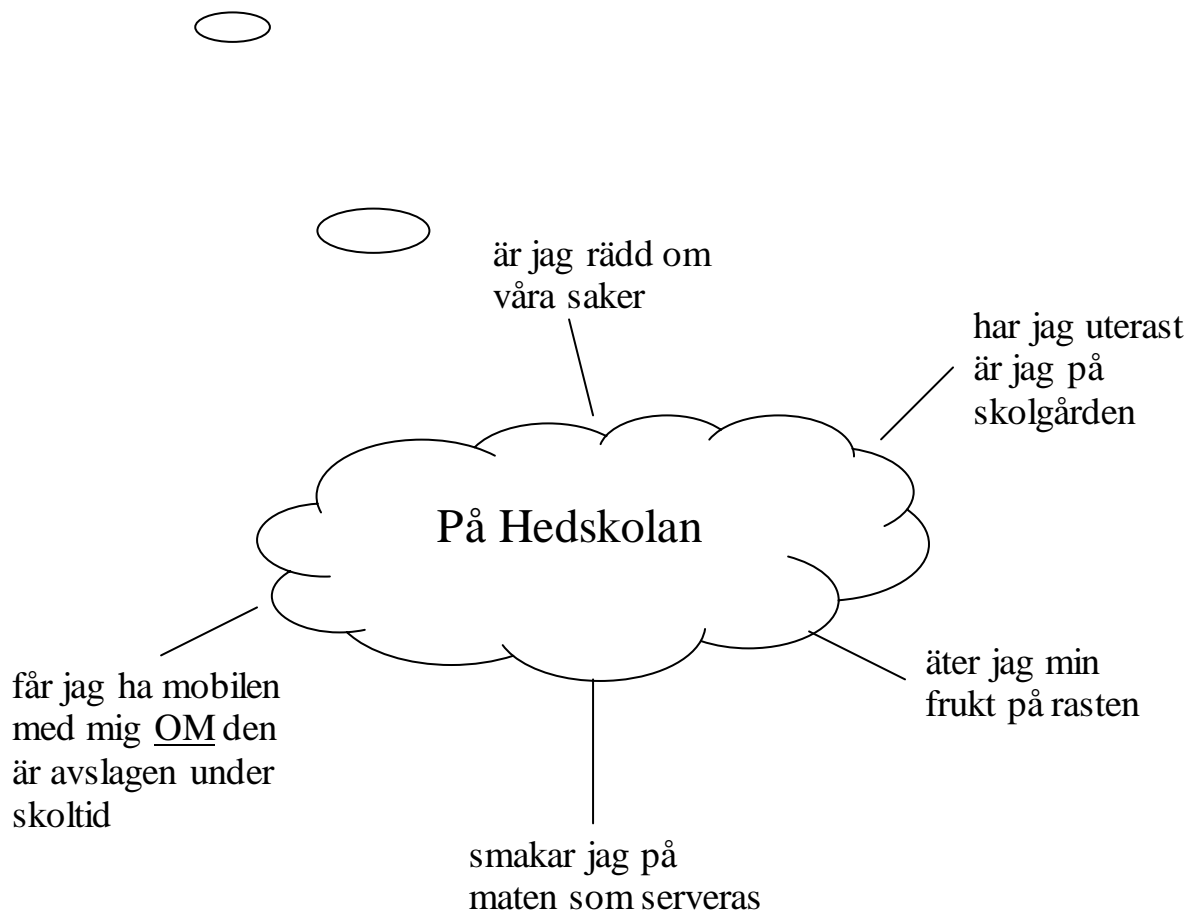 är jag rädd om
våra saker
har jag uterast
är jag på
skolgården
På Hedskolan
får jag ha mobilen
med mig OM den
är avslagen under
skoltid
äter jag min
frukt på rasten
smakar jag på
maten som serveras